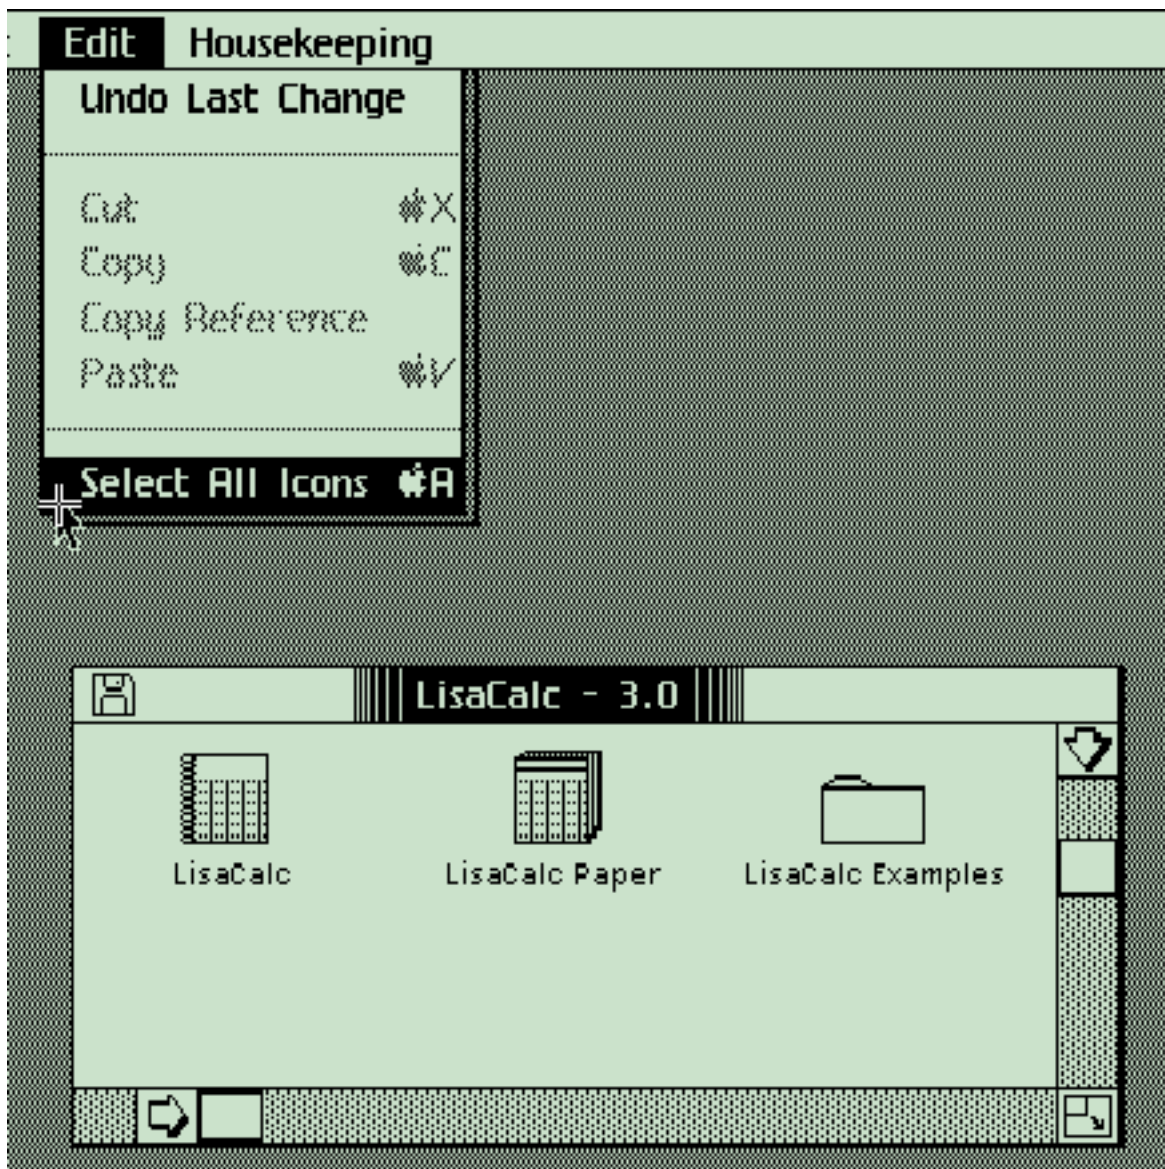 Edit Housekeeping
Undo Last Change
Cut X
Copy C
Copy Reference
Paste V
Select All Icons A
LisaCalc - 3.0
LisaCalc
LisaCalc Paper
LisaCalc Examples